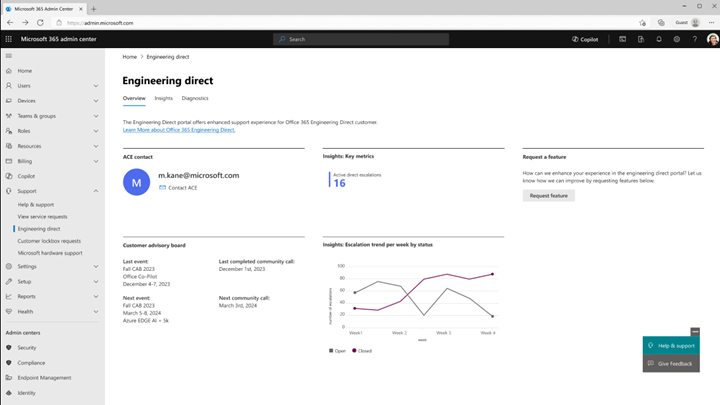 Microsoft 365 Admin Center
https://admin.microsoft.com
Guest
Microsoft 365 admin center
Search
Copilot
Home
Users
Devices
Teams & groups
Roles
Resources
Billing
Copilot
Support
Help & support
View service requests
Engineering direct
Customer lockbox requests
Microsoft hardware support
Settings
Setup
Reports
Health
Admin centers
Security
Compliance
Endpoint Management
Identity
Home > Engineering direct
Engineering direct
Overview Insights Diagnostics
The Engineering Direct portal offers enhanced support experience for Office 365 Engineering Direct customer.
Learn More about Office 365 Engineering Direct.
ACE contact
M
m.kane@microsoft.com
Contact ACE
Insights: Key metrics
Active direct escalations
16
Request a feature
How can we enhance your experience in the engineering direct portal? Let us
know how we can improve by requesting features below.
Request feature
Customer advisory board
Last event:
Fall CAB 2023
Office Co-Pilot
December 4-7, 2023
Last completed community call:
December 1st, 2023
Next event:
Fall CAB 2023
March 5-8, 2024
Azure EDGE AI + 5k
Next community call:
March 3rd, 2024
Insights: Escalation trend per week by status
number of escalations
100
80
60
40
20
0
Week1 Week 2 Week 3 Week 4
week
Open Closed
Help & support
Give Feedback